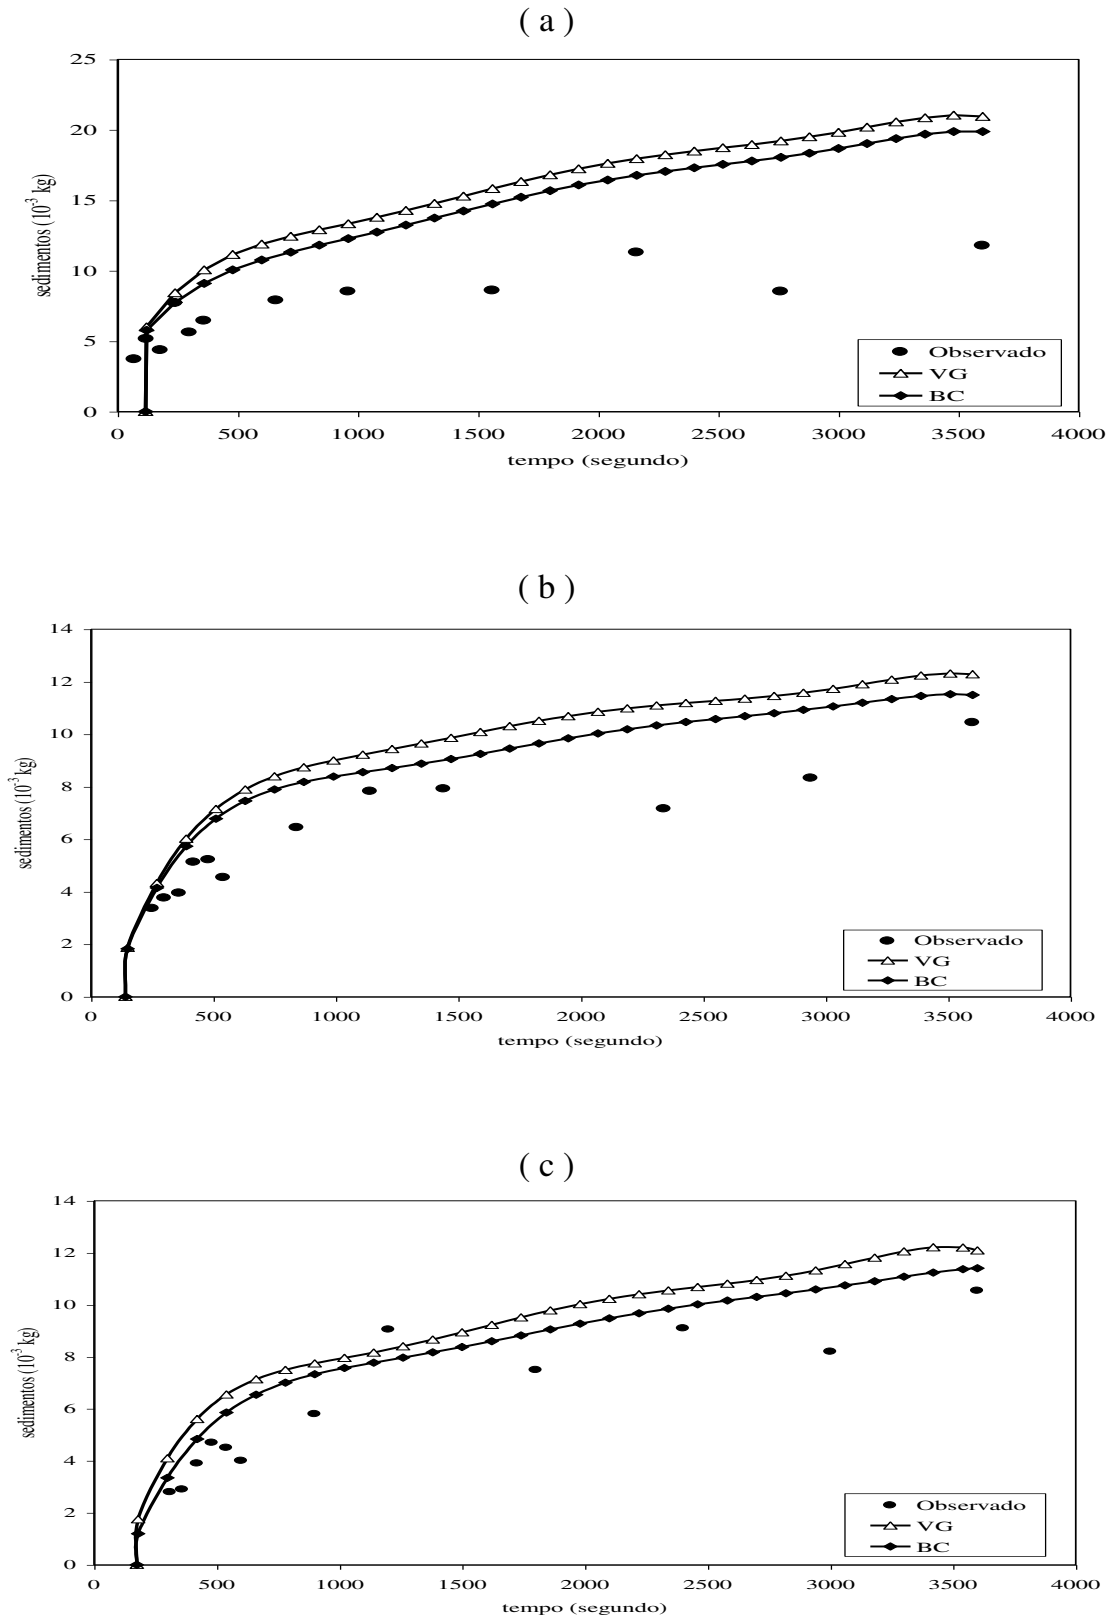 ( a )
25
20
15
10
5
0
sedimentos (10-3 kg)
0 500 1000 1500 2000 2500 3000 3500 4000
tempo (segundo)
Observado
VG
BC
( b )
14
12
10
8
6
4
2
0
sedimentos (10-3 kg)
0 500 1000 1500 2000 2500 3000 3500 4000
tempo (segundo)
Observado
VG
BC
( c )
14
12
10
8
6
4
2
0
sedimentos (10-3 kg)
0 500 1000 1500 2000 2500 3000 3500 4000
tempo (segundo)
Observado
VG
BC